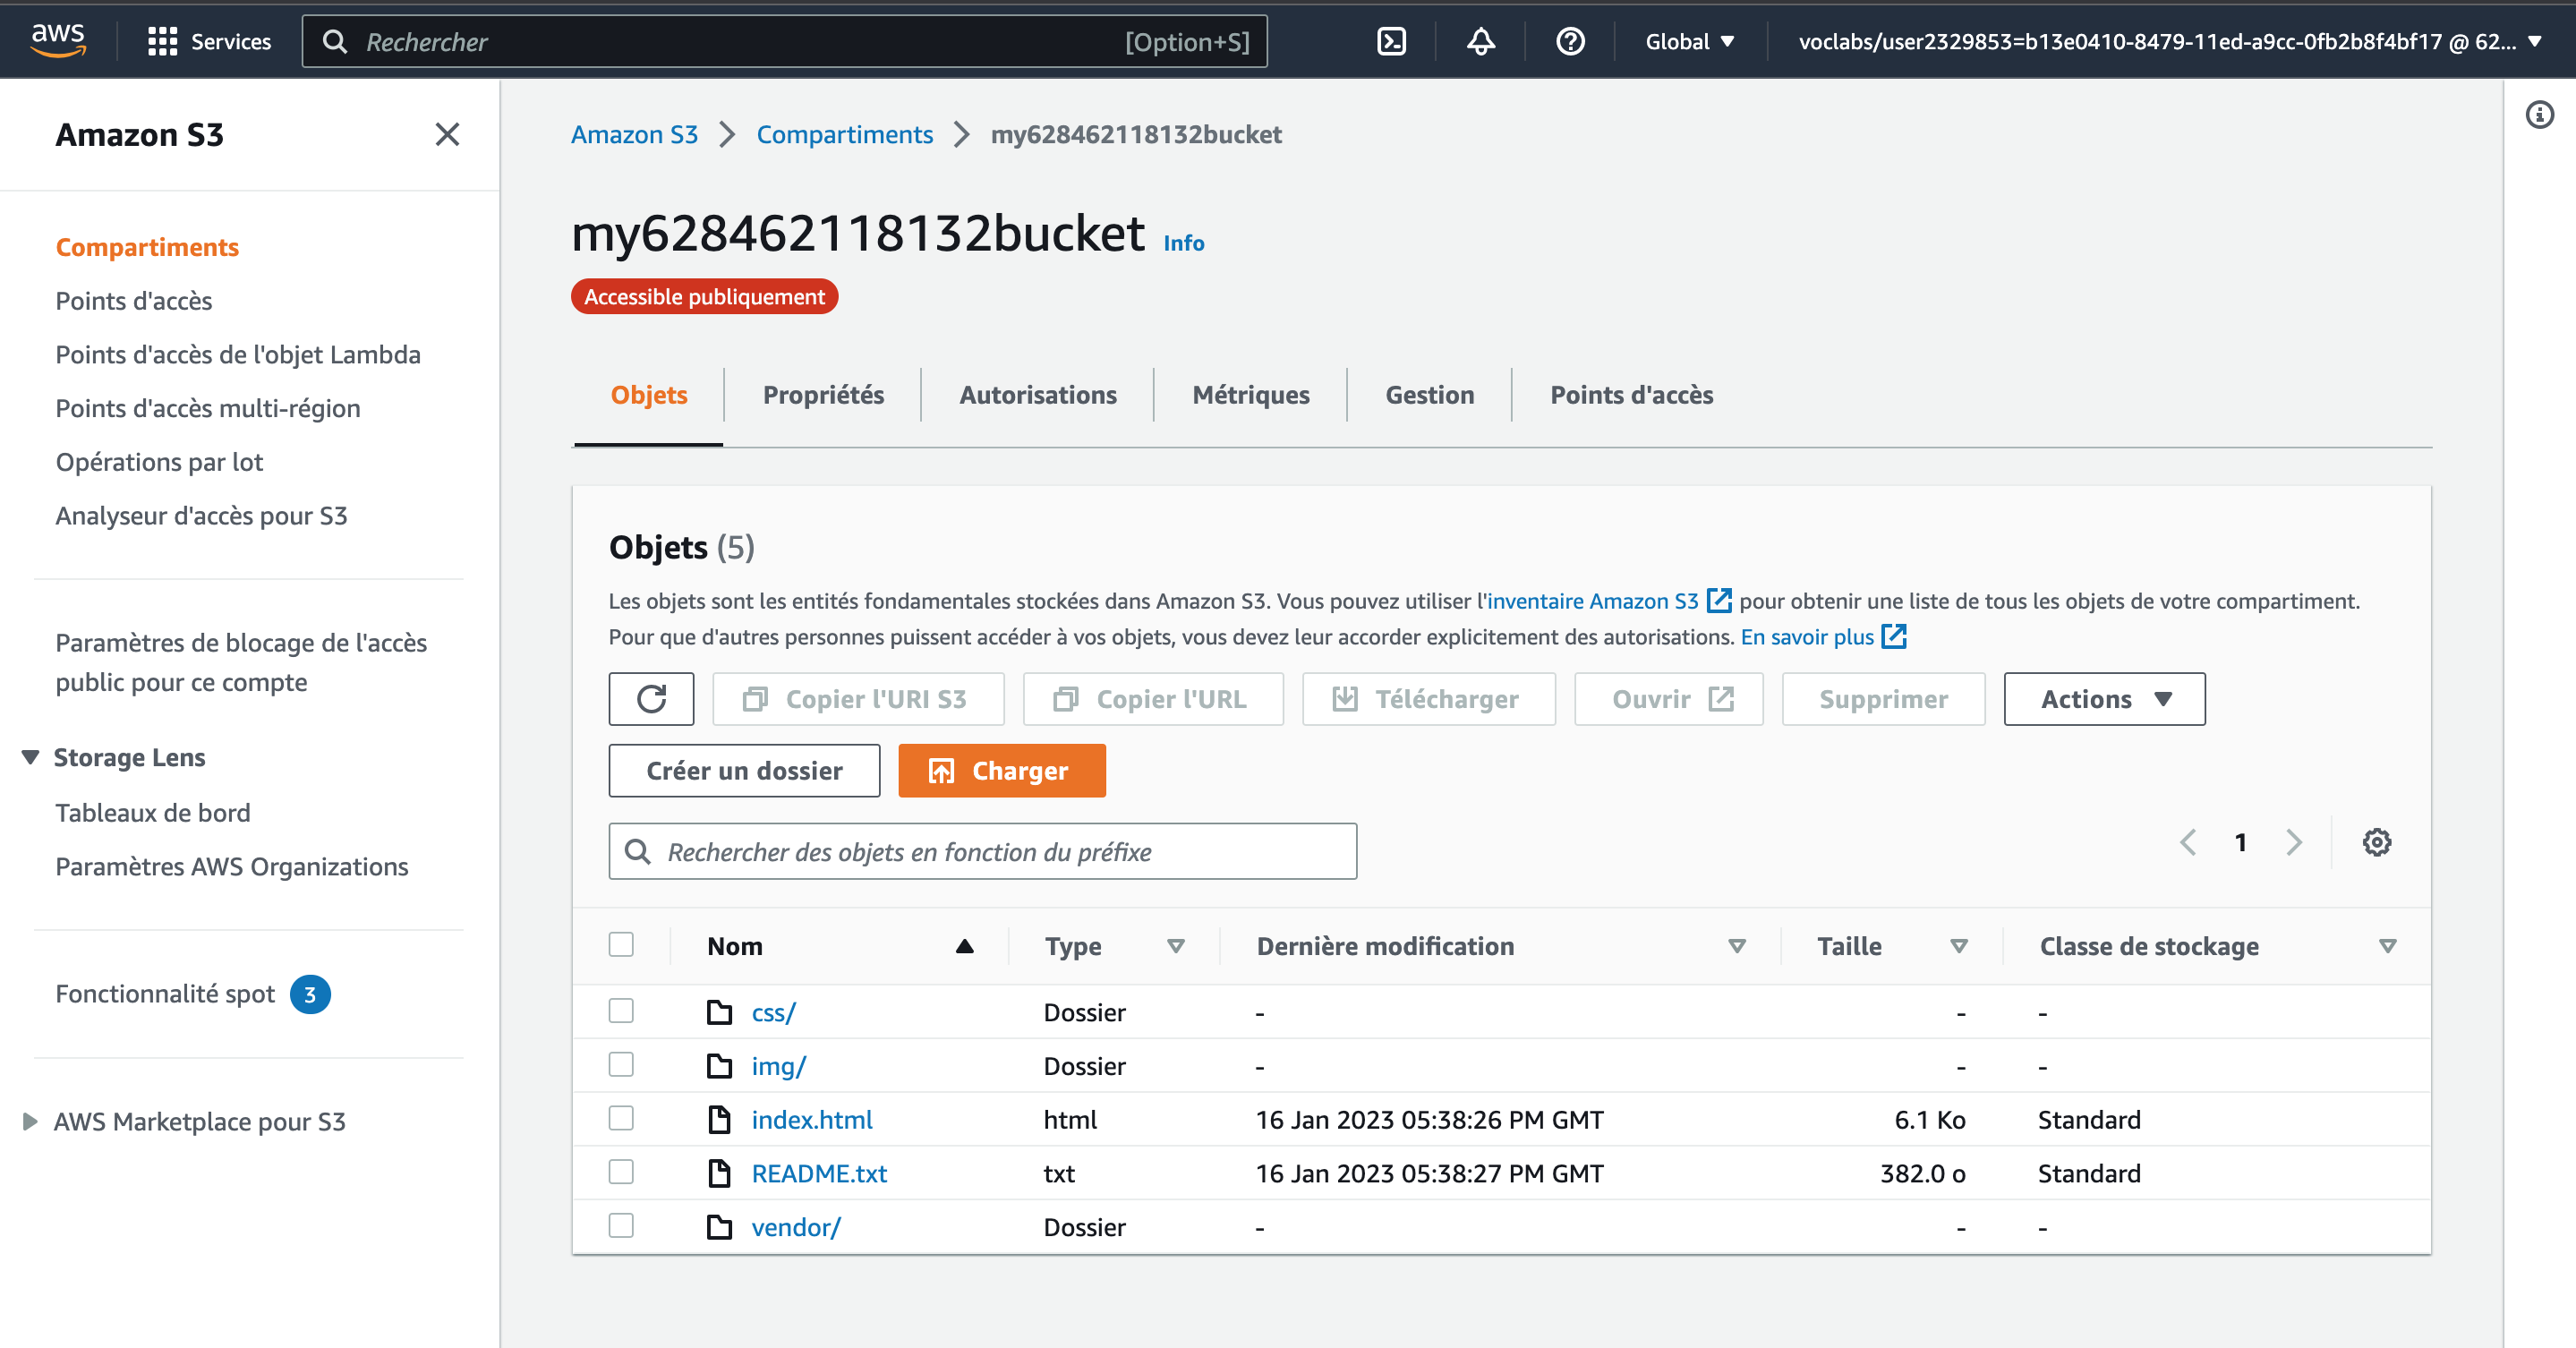 aws
Services
Rechercher
[Option+S]
Global
voclabs/user2329853=b13e0410-8479-11ed-a9cc-0fb2b8f4bf17 @ 62...
Amazon S3
Compartiments
Points d'accès
Points d'accès de l'objet Lambda
Points d'accès multi-région
Opérations par lot
Analyseur d'accès pour S3
Paramètres de blocage de l'accès
public pour ce compte
Storage Lens
Tableaux de bord
Paramètres AWS Organizations
Fonctionnalité spot 3
AWS Marketplace pour S3
Amazon S3 Compartiments my628462118132bucket
my628462118132bucket Info
Accessible publiquement
Objets Propriétés Autorisations Métriques Gestion Points d'accès
Objets (5)
Les objets sont les entités fondamentales stockées dans Amazon S3. Vous pouvez utiliser l'inventaire Amazon S3 pour obtenir une liste de tous les objets de votre compartiment.
Pour que d'autres personnes puissent accéder à vos objets, vous devez leur accorder explicitement des autorisations. En savoir plus
Copier l'URI S3 Copier l'URL Télécharger Ouvrir Supprimer Actions
Créer un dossier Charger
Rechercher des objets en fonction du préfixe
1
Nom Type Dernière modification Taille Classe de stockage
css/ Dossier - - -
img/ Dossier - - -
index.html html 16 Jan 2023 05:38:26 PM GMT 6.1 Ko Standard
README.txt txt 16 Jan 2023 05:38:27 PM GMT 382.0 o Standard
vendor/ Dossier - - -